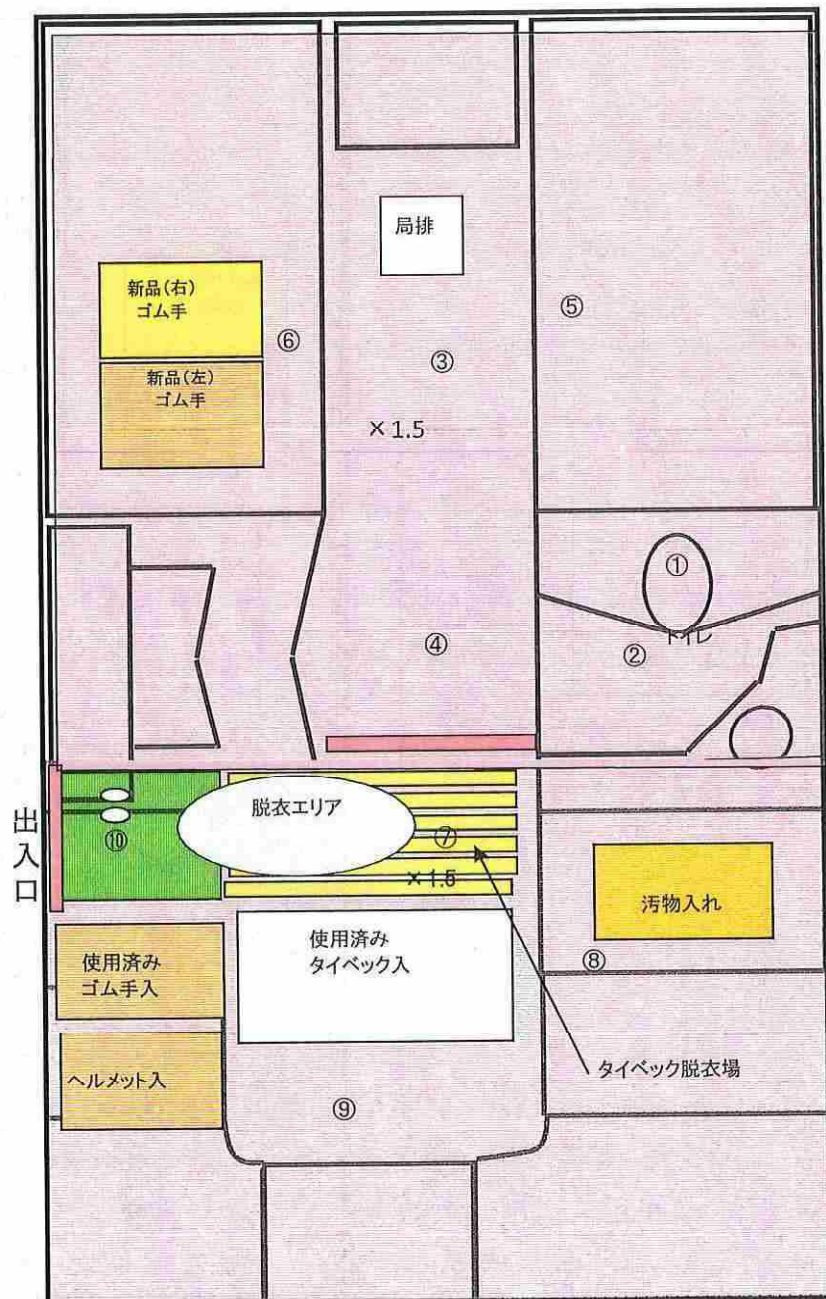 局排
新品(右)
ゴム手
⑥
新品(左)
ゴム手
③
⑤
×1.5
①
トイレ
②
④
出入口
⑩
脱衣エリア
⑦
×1.5
汚物入れ
使用済み
ゴム手入
使用済み
タイベック入
⑧
ヘルメット入
タイベック脱衣場
⑨